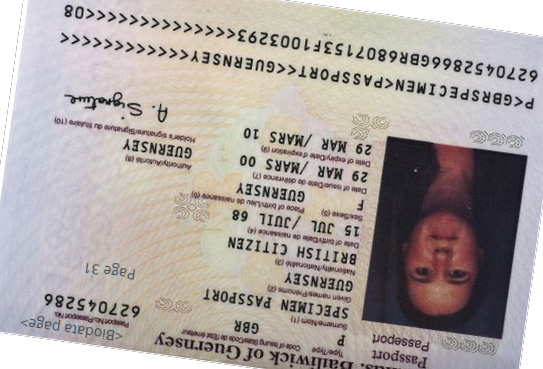 <Biodata page>
Bailiwick of Guernsey
Passport
Passeport
Type/Type
Code of Issuing State/Code de l'Etat émetteur
Passport No./Passeport No.
P
GBR
627045286
Surname/Nom (1)
SPECIMEN PASSPORT
Given names/Prénoms (2)
GUERNSEY
Page 31
Nationality/Nationalité (3)
BRITISH CITIZEN
Date of birth/Date de naissance (4)
15 JUL /JUIL 68
Sex/Sexe (5)
Place of birth/Lieu de naissance (6)
F
GUERNSEY
Date of issue/Date de délivrance (7)
Authority/Autorité (8)
29 MAR /MARS 00
GUERNSEY
Date of expiry/Date d'expiration (9)
Holder's signature/Signature du titulaire (10)
29 MAR /MARS 10
A. Signature
P<GBRSPECIMEN<PASSPORT<<GUERNSEY<<<<<<<<<<<<
6270452866GBR6807153F1003293<<<<<<<<<<<<<<08